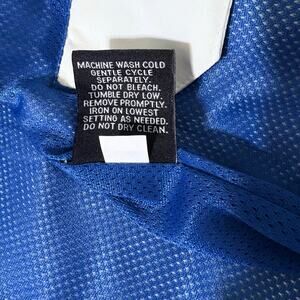 MACHINE WASH COLD
GENTLE CYCLE
SEPARATELY.
DO NOT BLEACH.
TUMBLE DRY LOW.
REMOVE PROMPTLY.
IRON ON LOWEST
SETTING AS NEEDED.
DO NOT DRY CLEAN.